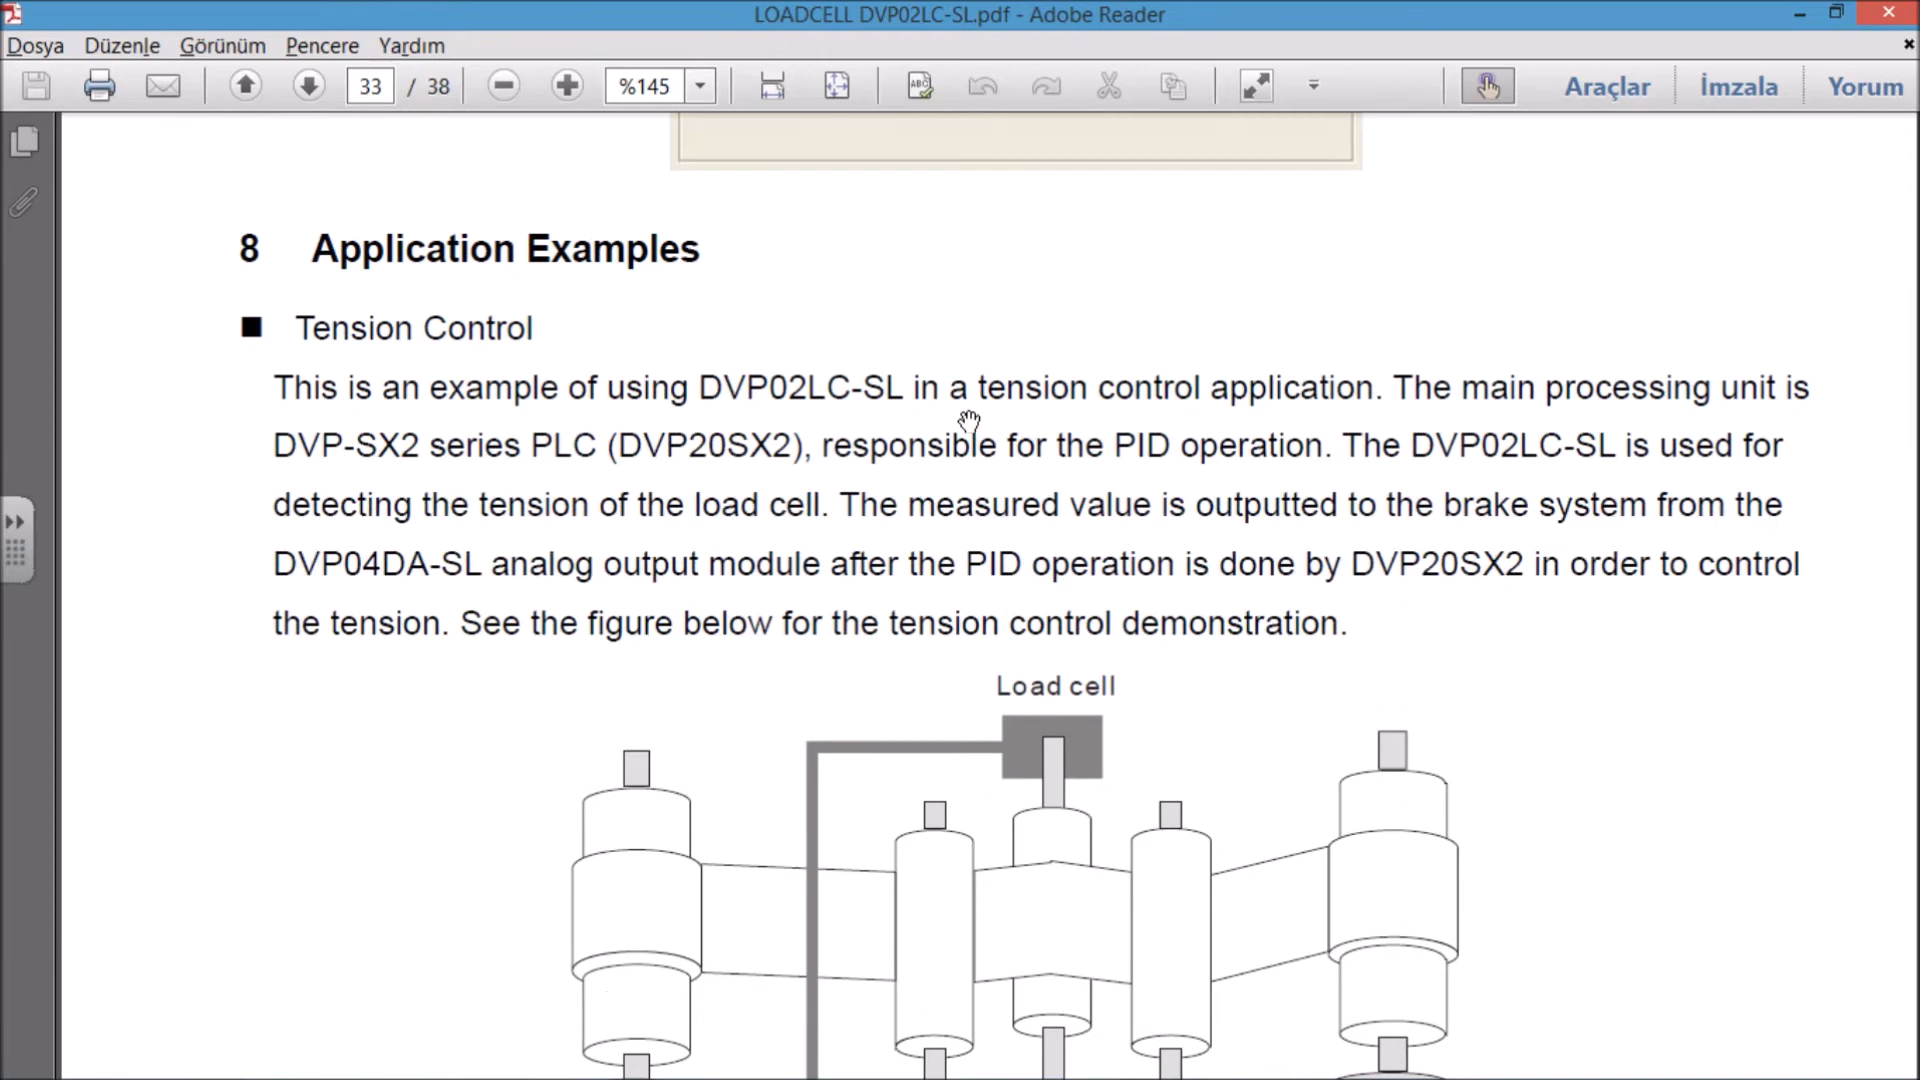 LOADCELL DVP02LC-SL.pdf - Adobe Reader
Dosya Düzenle Görünüm Pencere Yardım
33 / 38 %145 Araçlar İmzala Yorum
8 Application Examples
Tension Control
This is an example of using DVP02LC-SL in a tension control application. The main processing unit is
DVP-SX2 series PLC (DVP20SX2), responsible for the PID operation. The DVP02LC-SL is used for
detecting the tension of the load cell. The measured value is outputted to the brake system from the
DVP04DA-SL analog output module after the PID operation is done by DVP20SX2 in order to control
the tension. See the figure below for the tension control demonstration.
Load cell